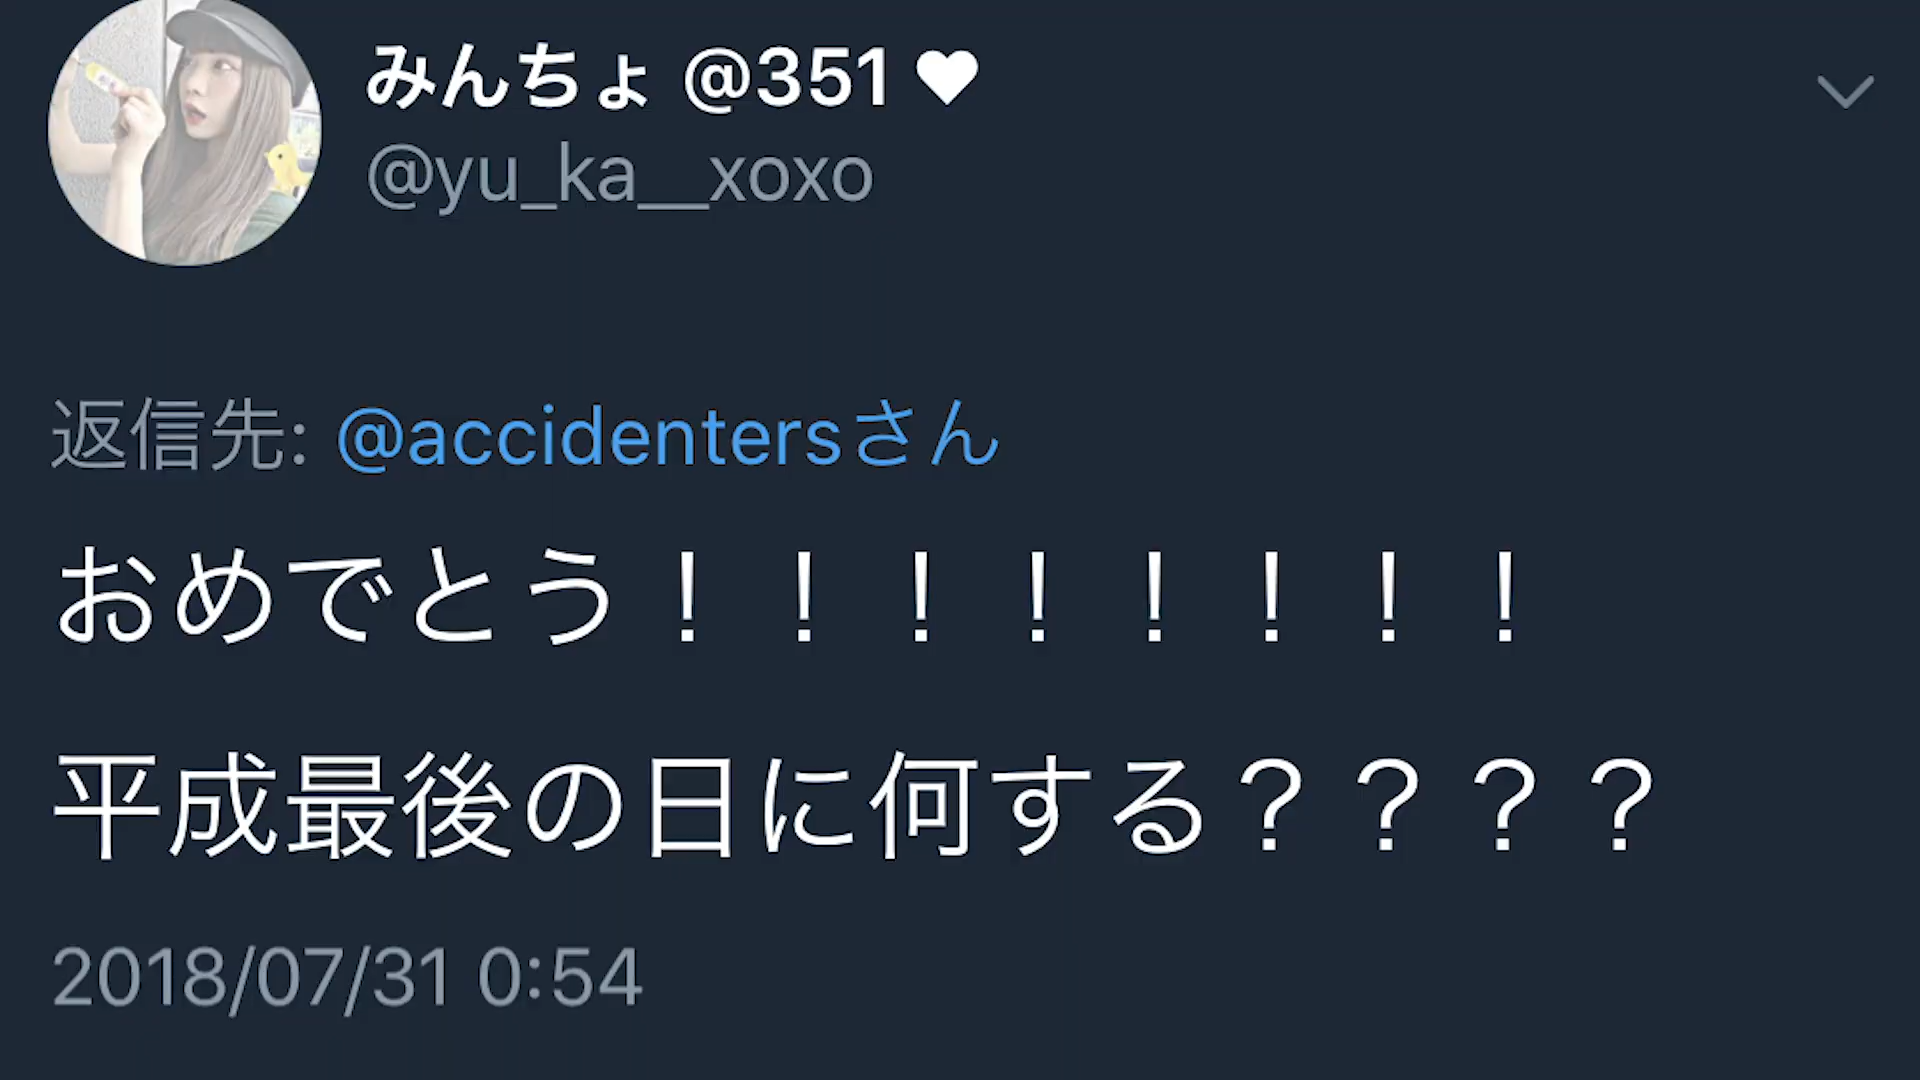 みんちょ @351 ♥
@yu_ka__xoxo
返信先: @accidentersさん
おめでとう！！！！！！！！
平成最後の日に何する？？？？
2018/07/31 0:54